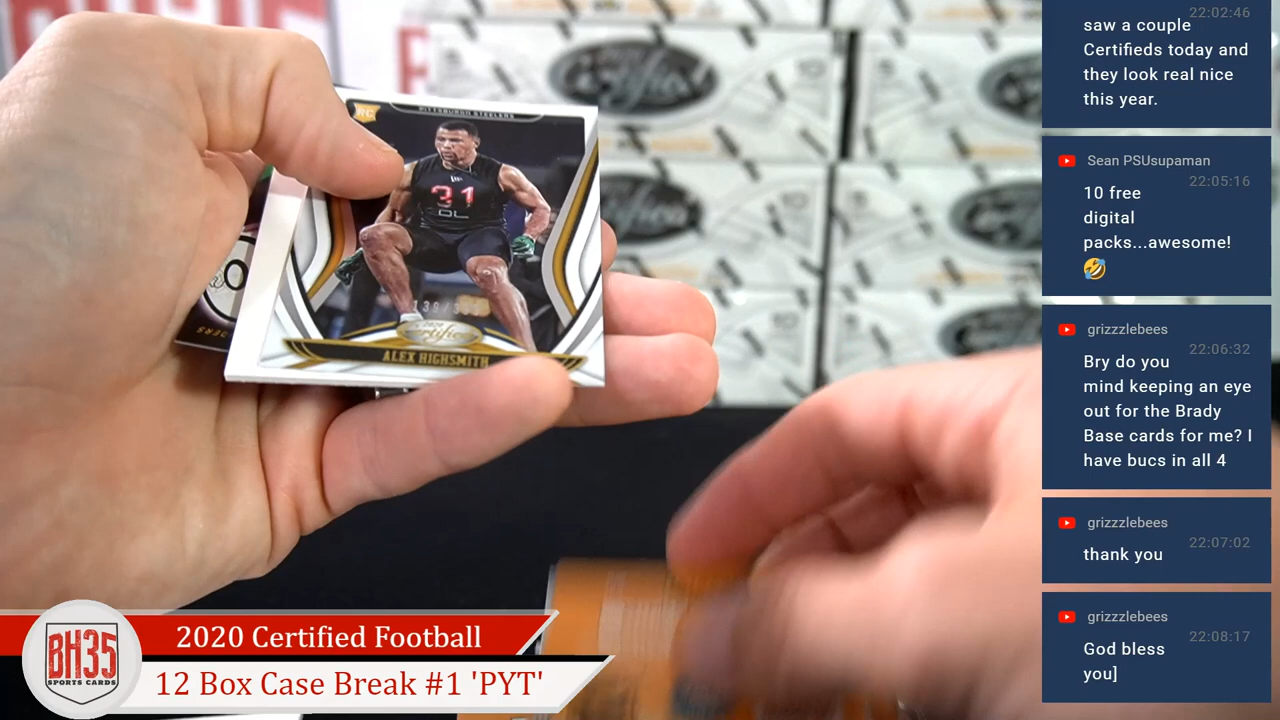 PITTSBURGH STEELERS
RC
31
DL
2020
Certified
ALEX HIGHSMITH
2020 Certified Football
12 Box Case Break #1 'PYT'
BH35
SPORTS CARDS
22:02:46
saw a couple
Certifieds today and
they look real nice
this year.
Sean PSUsupaman
22:05:16
10 free
digital
packs...awesome!
🤣
grizzzlebees
22:06:32
Bry do you
mind keeping an eye
out for the Brady
Base cards for me? I
have bucs in all 4
grizzzlebees
22:07:02
thank you
grizzzlebees
22:08:17
God bless
you]